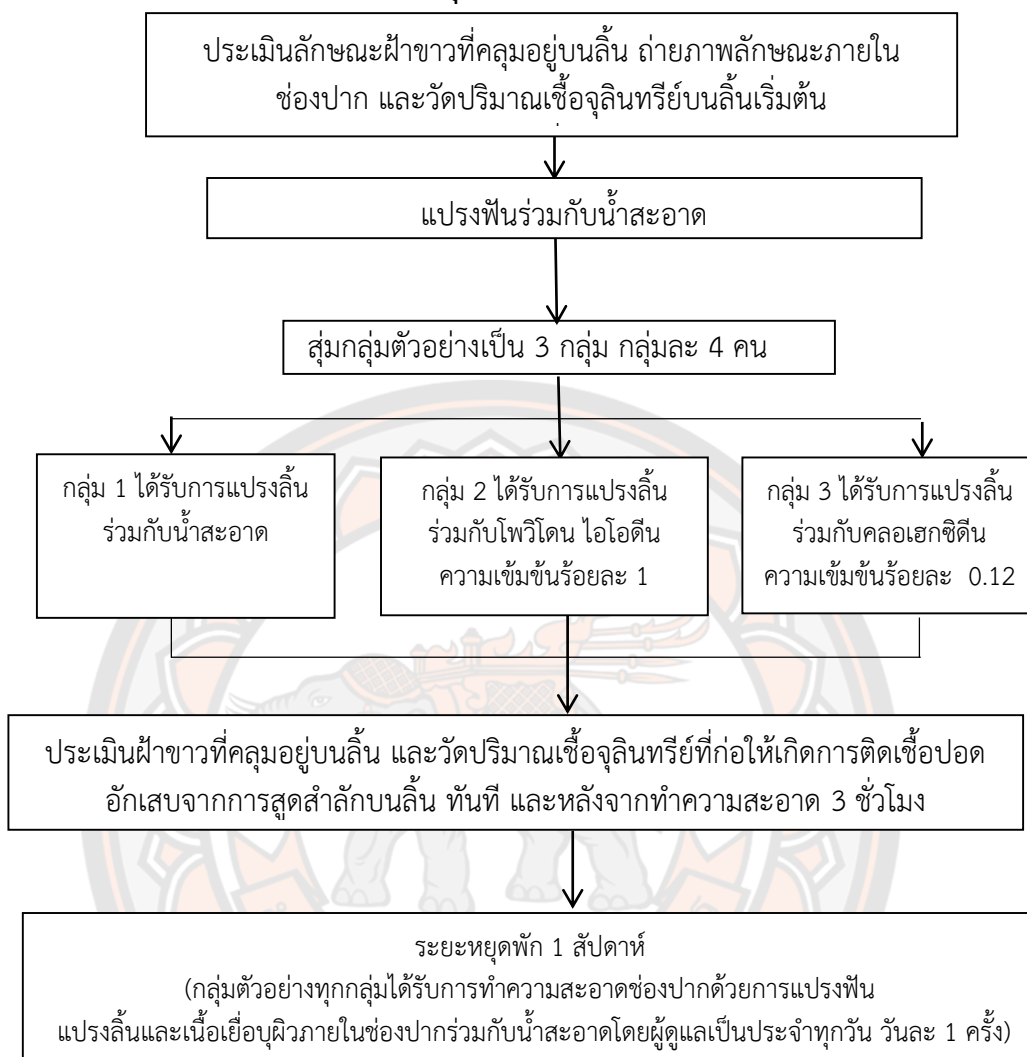 ประเมินลักษณะฝ้าขาวที่คลุมอยู่บนลิ้น ถ่ายภาพลักษณะภายใน
ช่องปาก และวัดปริมาณเชื้อจุลินทรีย์บนลิ้นเริ่มต้น
แปรงฟันร่วมกับน้ำสะอาด
สุ่มกลุ่มตัวอย่างเป็น 3 กลุ่ม กลุ่มละ 4 คน
กลุ่ม 1 ได้รับการแปรงลิ้น
ร่วมกับน้ำสะอาด
กลุ่ม 2 ได้รับการแปรงลิ้น
ร่วมกับโพวิโดน ไอโอดีน
ความเข้มข้นร้อยละ 1
กลุ่ม 3 ได้รับการแปรงลิ้น
ร่วมกับคลอเฮกซิดีน
ความเข้มข้นร้อยละ 0.12
ประเมินฝ้าขาวที่คลุมอยู่บนลิ้น และวัดปริมาณเชื้อจุลินทรีย์ที่ก่อให้เกิดการติดเชื้อปอด
อักเสบจากการสูดสำลักบนลิ้น ทันที และหลังจากทำความสะอาด 3 ชั่วโมง
ระยะหยุดพัก 1 สัปดาห์
(กลุ่มตัวอย่างทุกกลุ่มได้รับการทำความสะอาดช่องปากด้วยการแปรงฟัน
แปรงลิ้นและเนื้อเยื่อบุผิวภายในช่องปากร่วมกับน้ำสะอาดโดยผู้ดูแลเป็นประจำทุกวัน วันละ 1 ครั้ง)